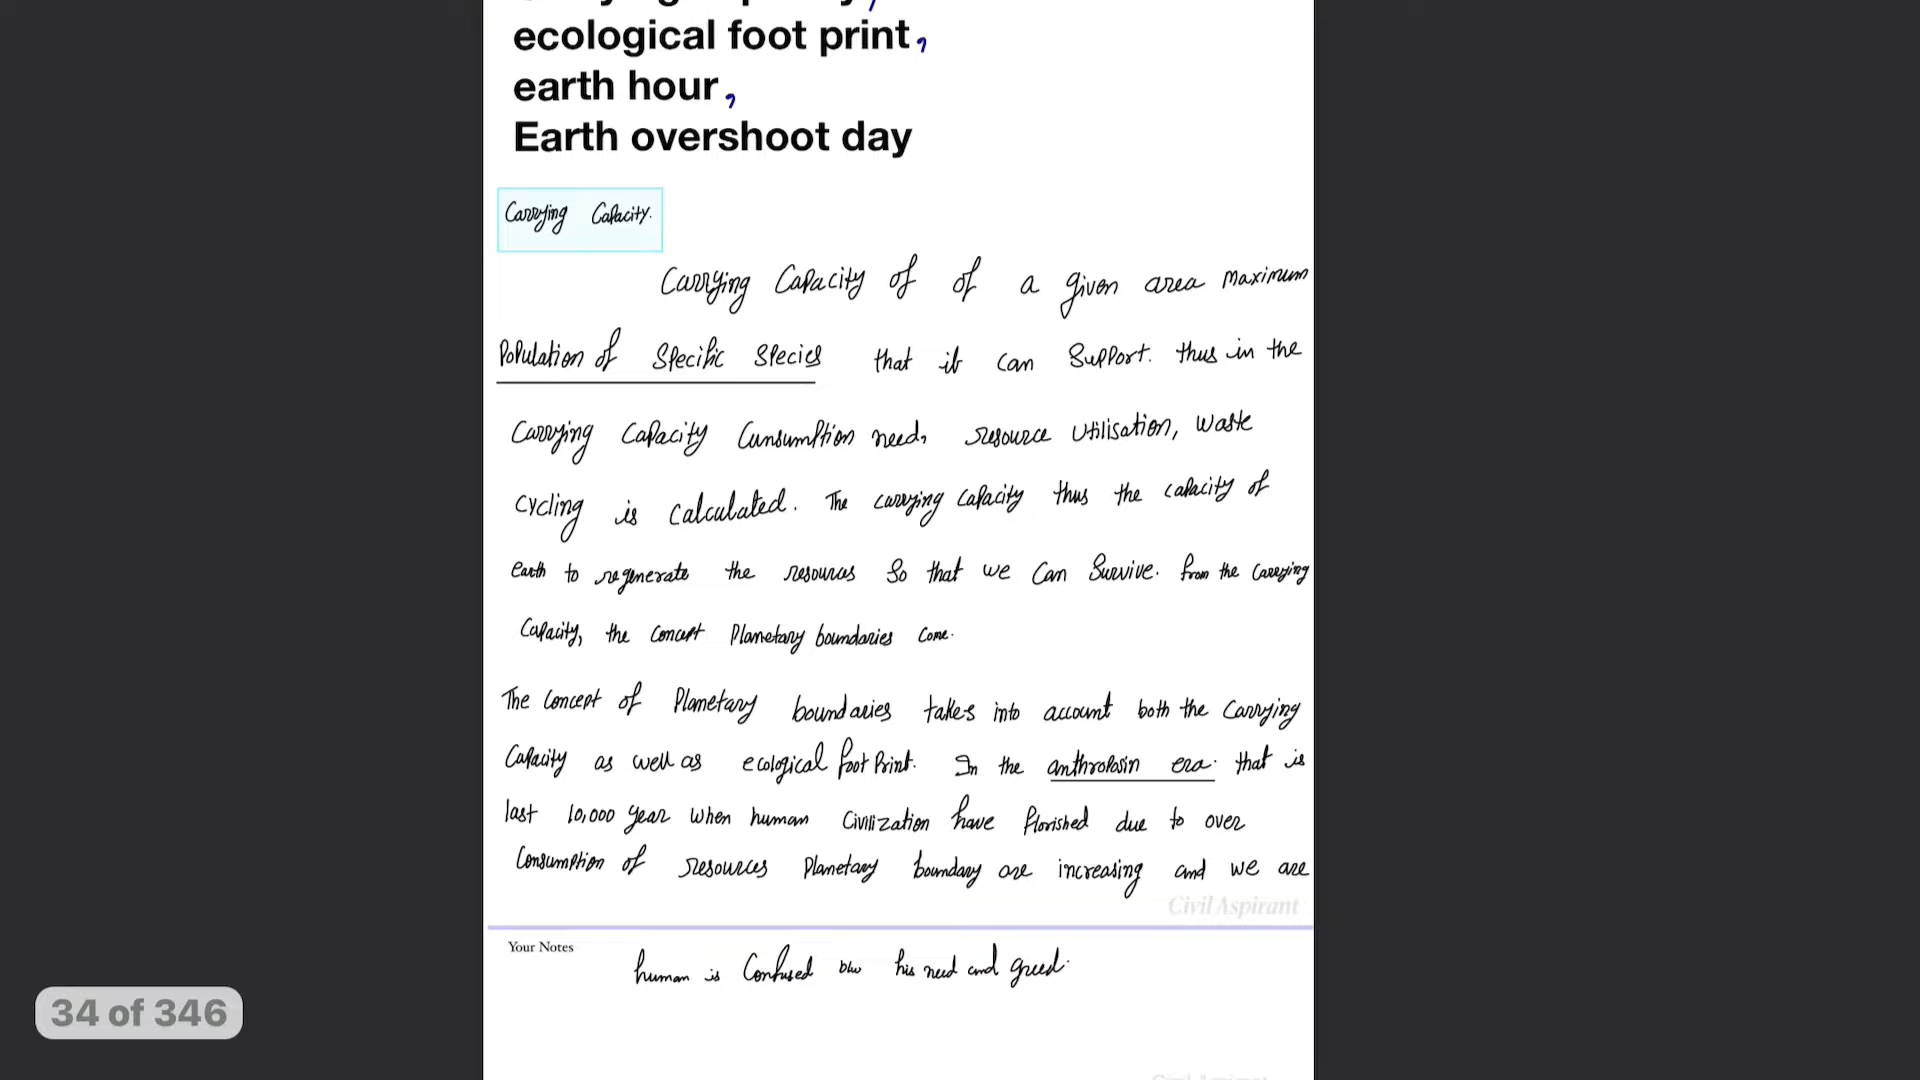 ecological foot print,
earth hour,
Earth overshoot day
Carrying Capacity.
Carrying Capacity of of a given area maximum
Population of Specific Species that it can Support. thus in the
Carrying Capacity Cunsumption need, resource Utilisation, waste
cycling is calculated. The carrying capacity thus the capacity of
earth to regenerate the resources So that we Can Survive. from the Carrying
Capacity, the concept Planetary boundaries come.
The concept of Planetary boundaries takes into account both the Carrying
Capacity as well as ecological foot Print. In the anthroposin era. that is
last 10,000 year when human Civilization have florished due to over
Consumption of resources Planetary boundary are increasing and we are
Civil Aspirant
Your Notes
human is Confused b/w his need and greed.
34 of 346